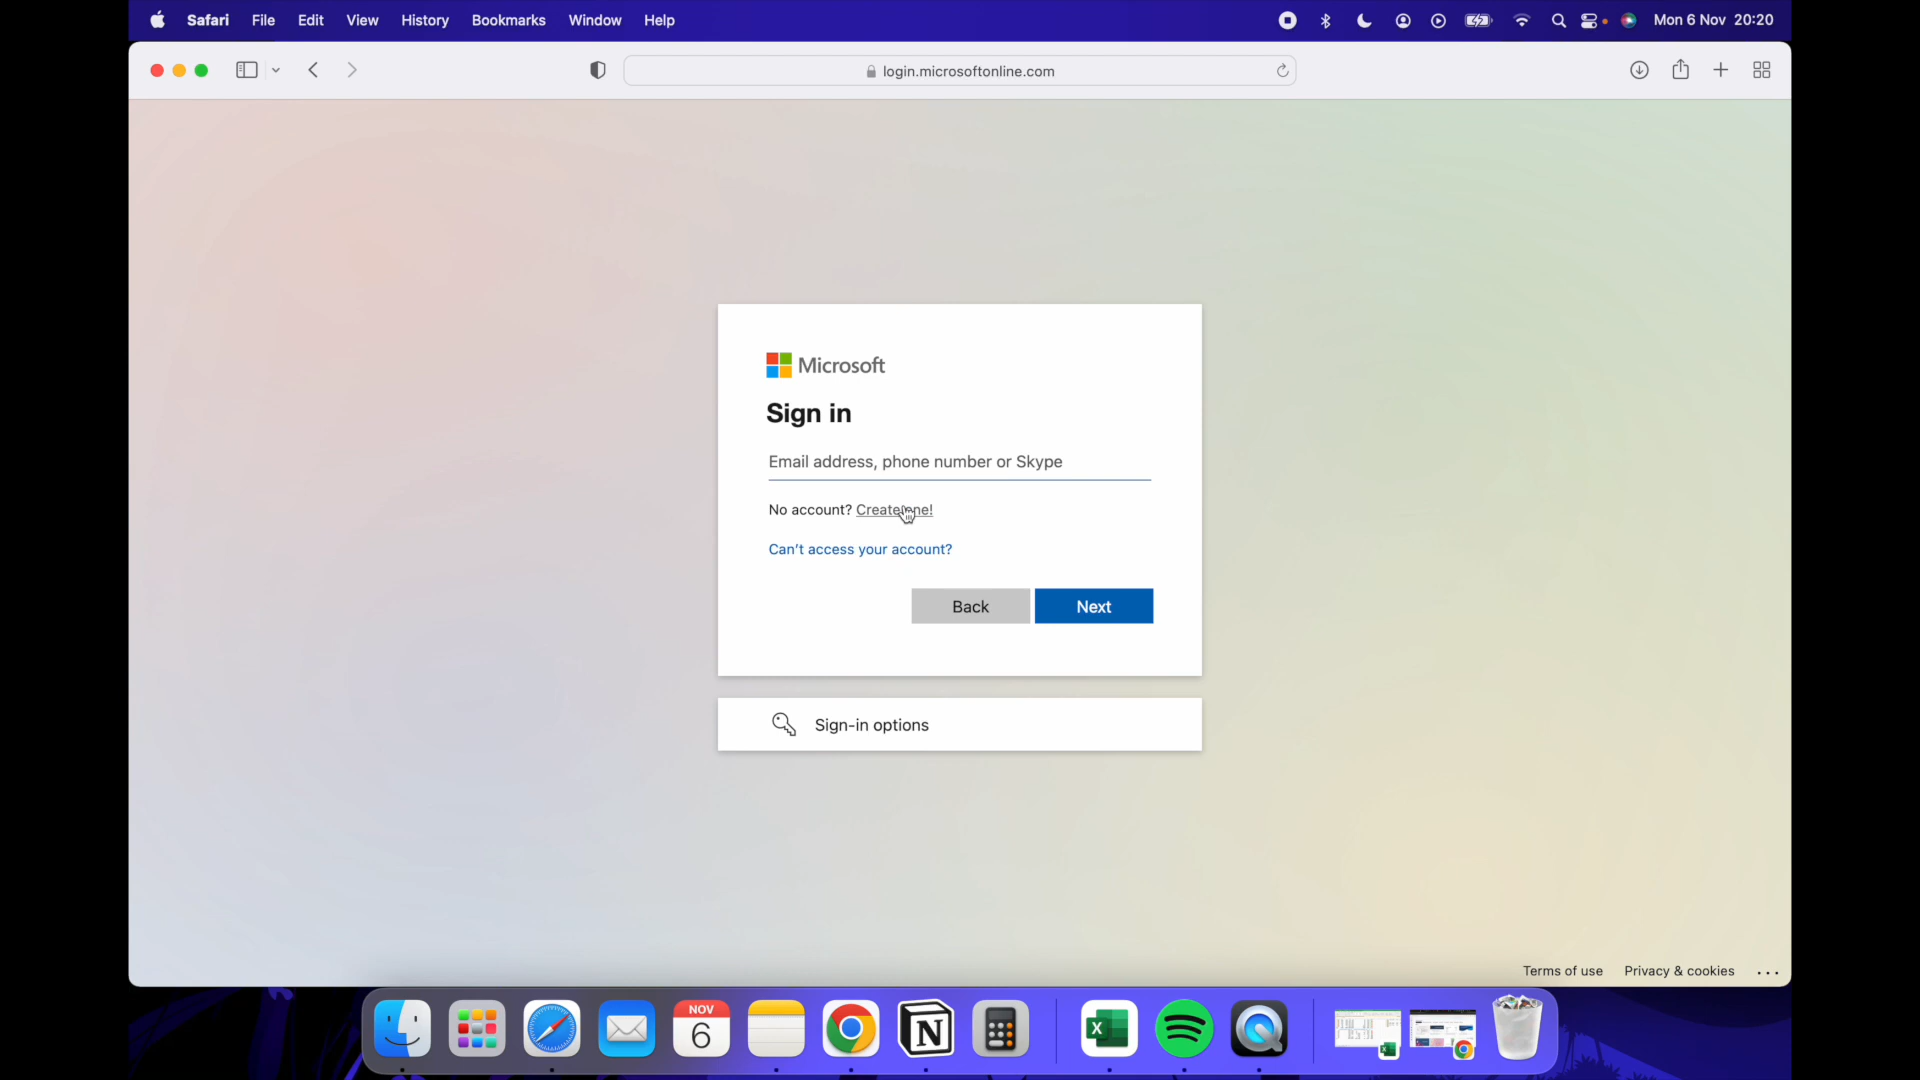 Safari File Edit View History Bookmarks Window Help Mon 6 Nov 20:20
login.microsoftonline.com
Microsoft
Sign in
Email address, phone number or Skype
No account? Create one!
Can't access your account?
Back Next
Sign-in options
Terms of use Privacy & cookies ...
NOV
6
N
X